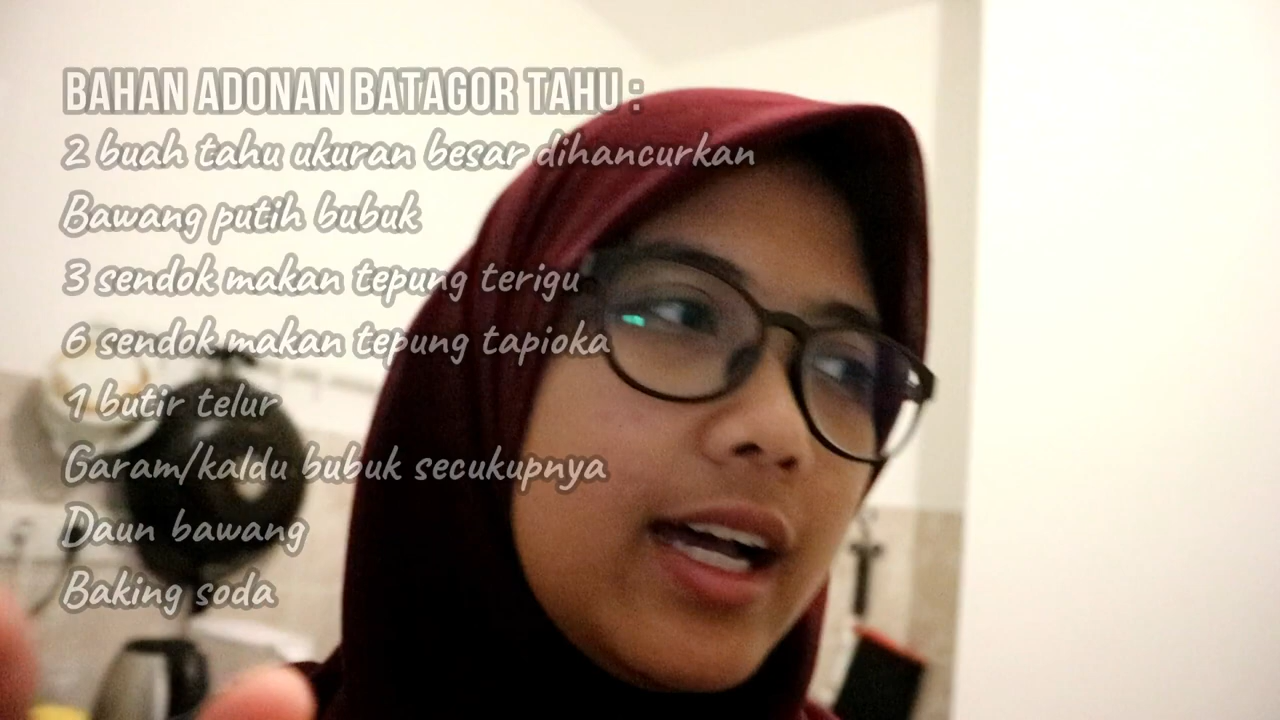 BAHAN ADONAN BATAGOR TAHU :
2 buah tahu ukuran besar dihancurkan
Bawang putih bubuk
3 sendok makan tepung terigu
6 sendok makan tepung tapioka
1 butir telur
Garam/kaldu bubuk secukupnya
Daun bawang
Baking soda